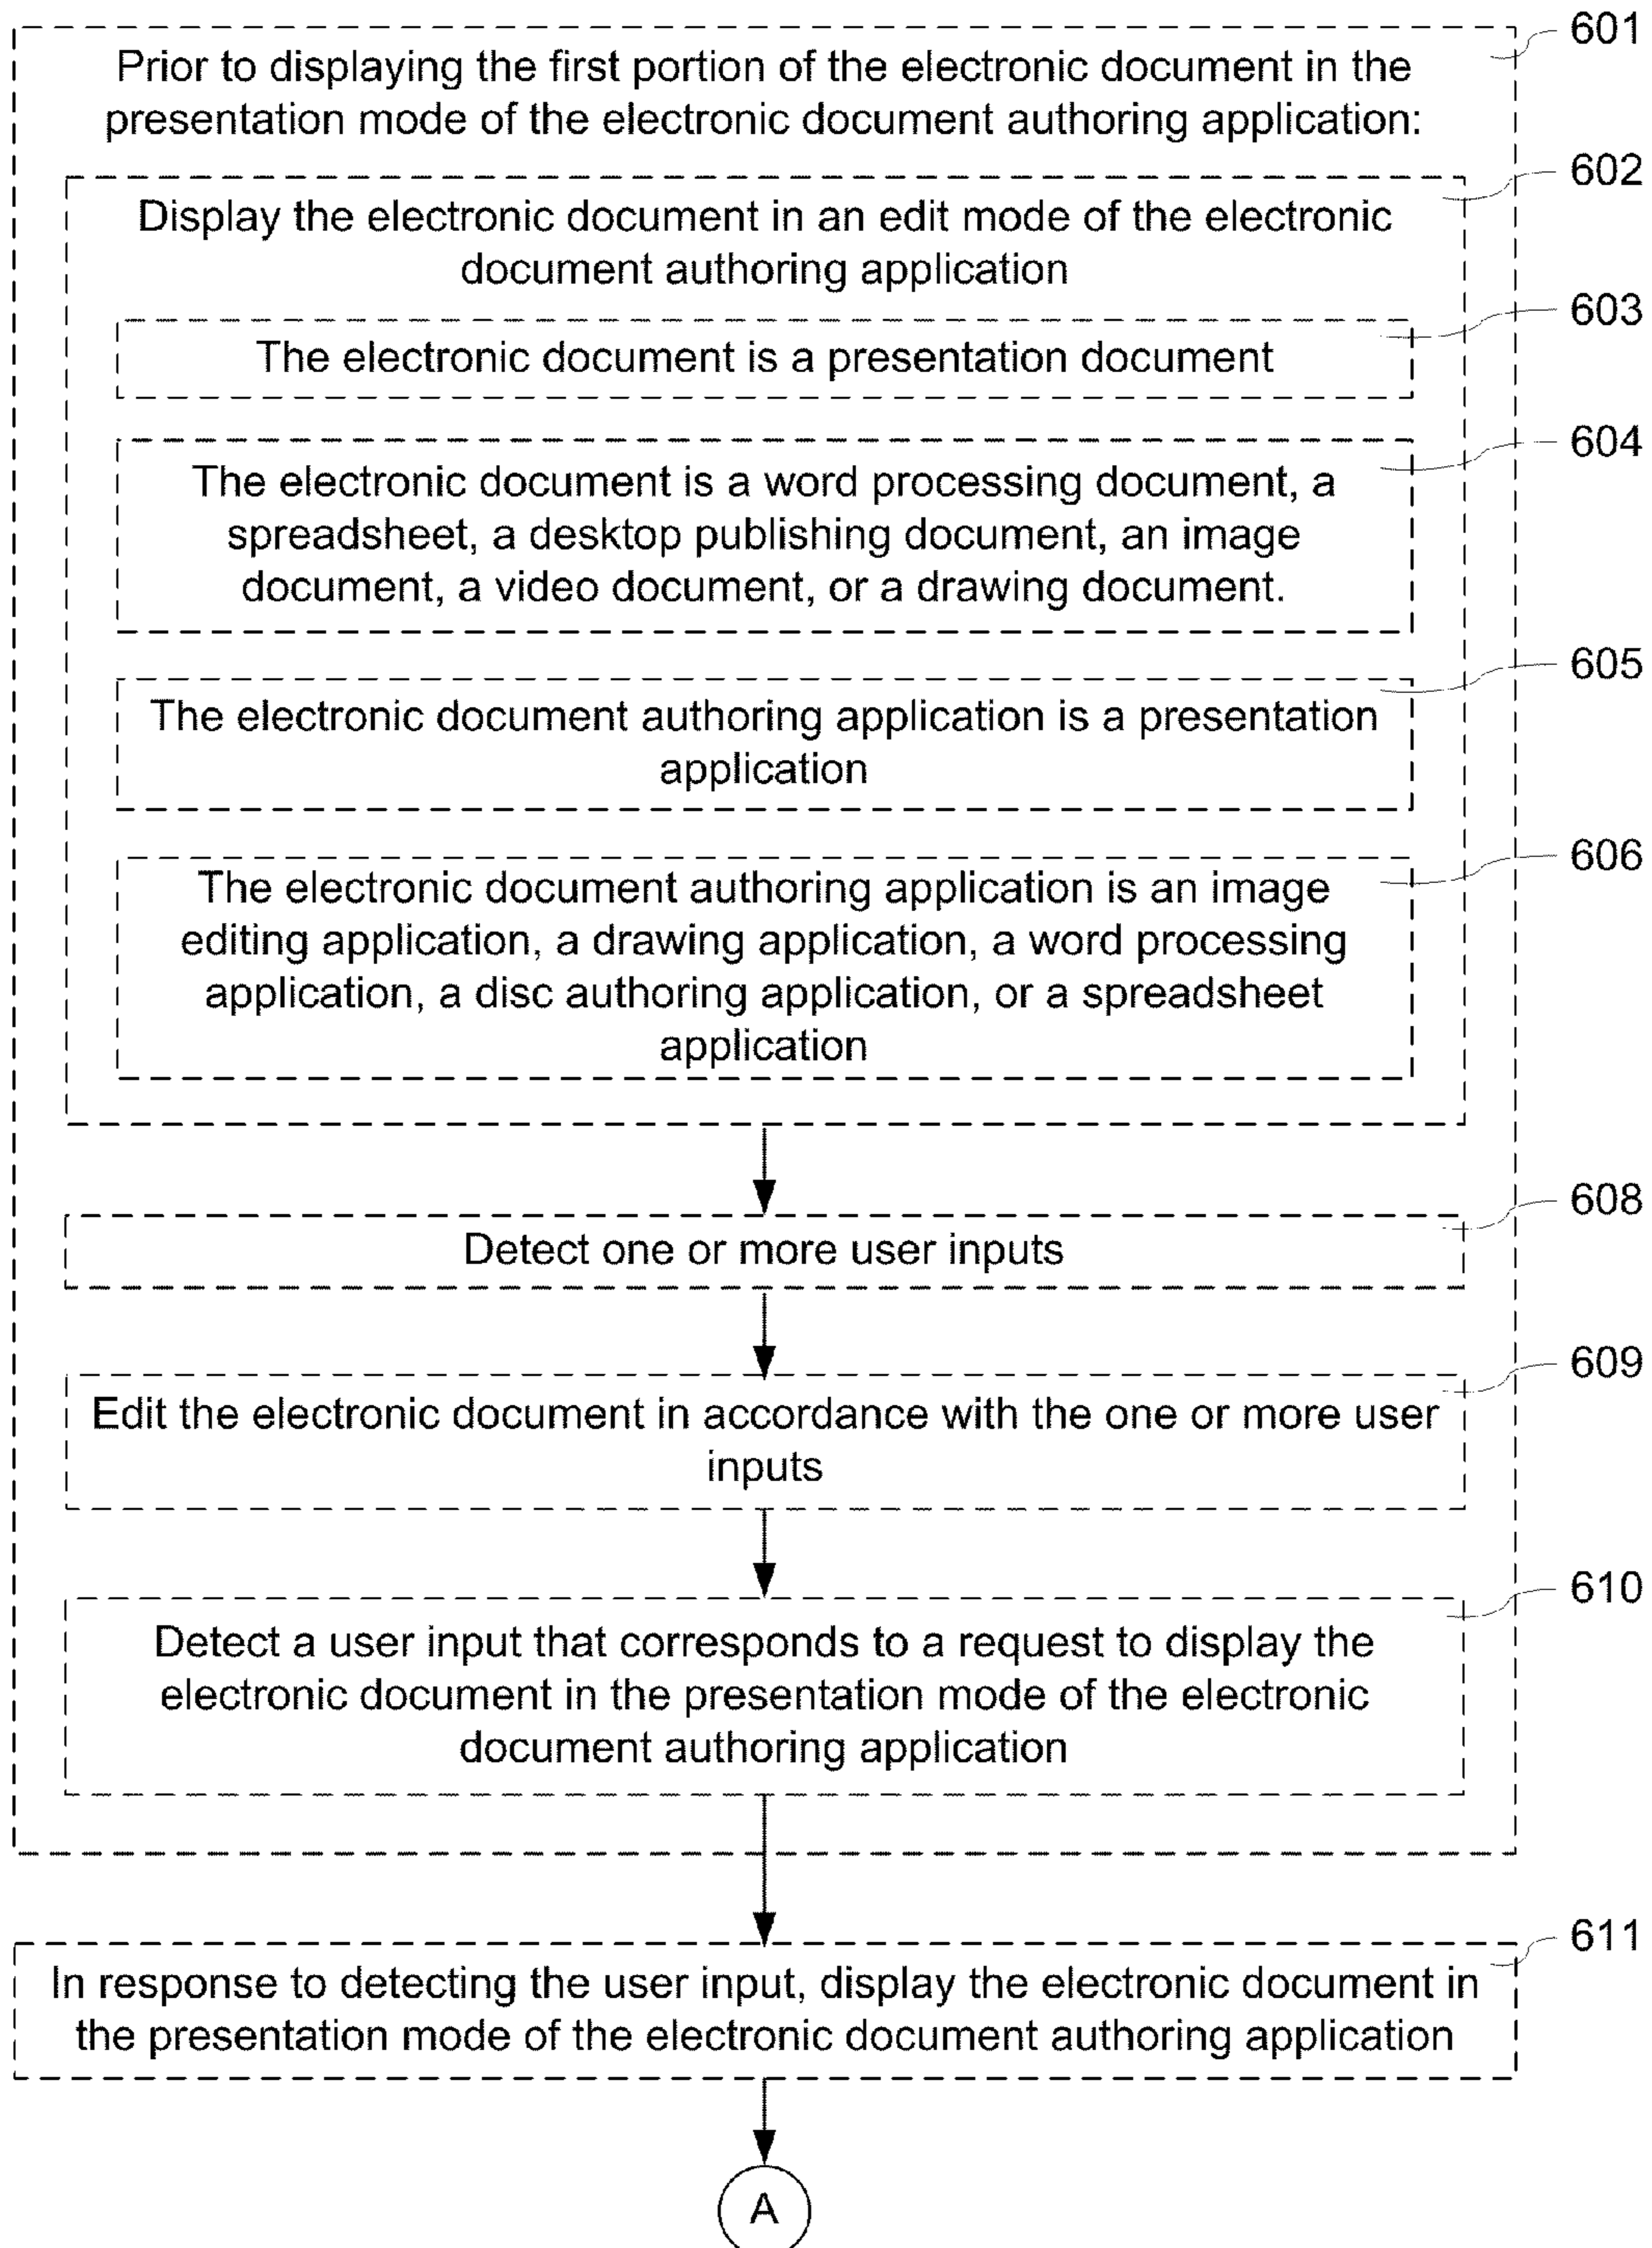 601
Prior to displaying the first portion of the electronic document in the
presentation mode of the electronic document authoring application:
602
Display the electronic document in an edit mode of the electronic
document authoring application
603
The electronic document is a presentation document
604
The electronic document is a word processing document, a
spreadsheet, a desktop publishing document, an image
document, a video document, or a drawing document.
605
The electronic document authoring application is a presentation
application
606
The electronic document authoring application is an image
editing application, a drawing application, a word processing
application, a disc authoring application, or a spreadsheet
application
608
Detect one or more user inputs
609
Edit the electronic document in accordance with the one or more user
inputs
610
Detect a user input that corresponds to a request to display the
electronic document in the presentation mode of the electronic
document authoring application
611
In response to detecting the user input, display the electronic document in
the presentation mode of the electronic document authoring application
A